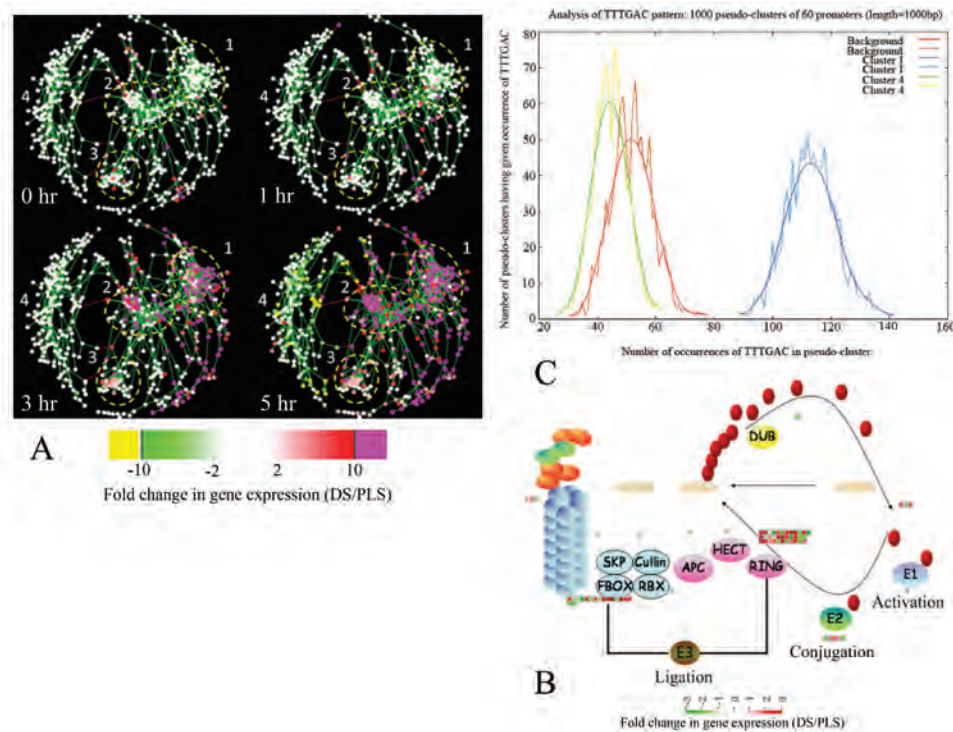 1
2
3
4
0 hr
1
2
3
4
1 hr
1
2
3
4
3 hr
1
2
3
4
5 hr
A
-10
-2
2
10
Fold change in gene expression (DS/PLS)
Analysis of TTTGAC pattern: 1000 pseudo-clusters of 60 promoters (length=1000bp)
Number of pseudo-clusters having given occurrence of TTTGAC
80
70
60
50
40
30
20
10
0
Background
Background
Cluster 1
Cluster 1
Cluster 4
Cluster 4
20
40
60
80
100
120
140
160
Number of occurrences of TTTGAC in pseudo-cluster
C
DUB
HECT
SKP
Cullin
APC
RING
FBOX
RBX
E1
Activation
E2
Conjugation
E3
Ligation
B
Fold change in gene expression (DS/PLS)